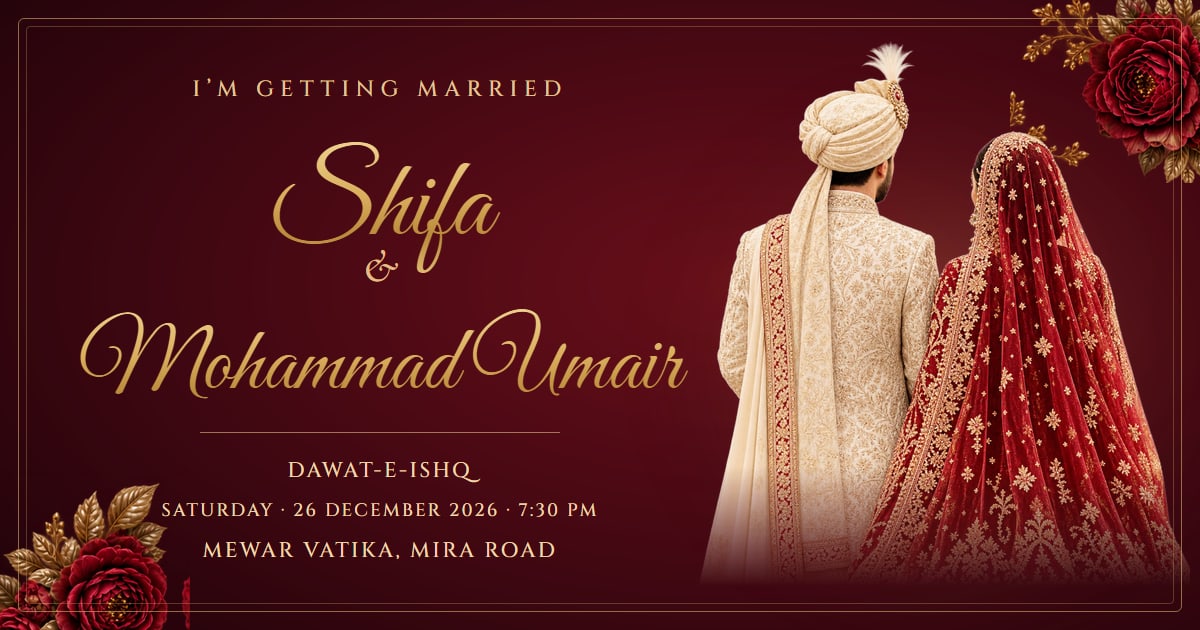 I'M GETTING MARRIED
Shifa
&
Mohammad Umair
DAWAT-E-ISHQ
SATURDAY · 26 DECEMBER 2026 · 7:30 PM
MEWAR VATIKA, MIRA ROAD